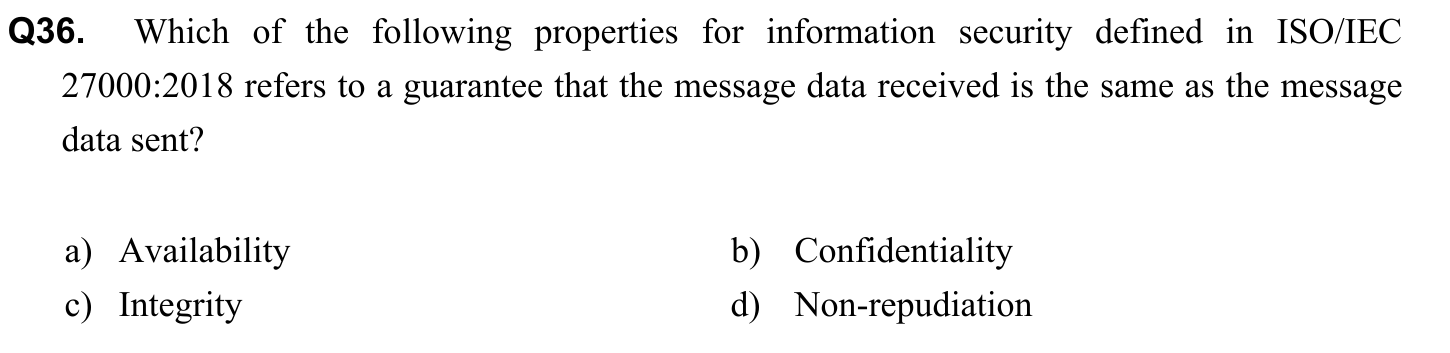 Q36. Which of the following properties for information security defined in ISO/IEC
27000:2018 refers to a guarantee that the message data received is the same as the message
data sent?
a) Availability b) Confidentiality
c) Integrity d) Non-repudiation